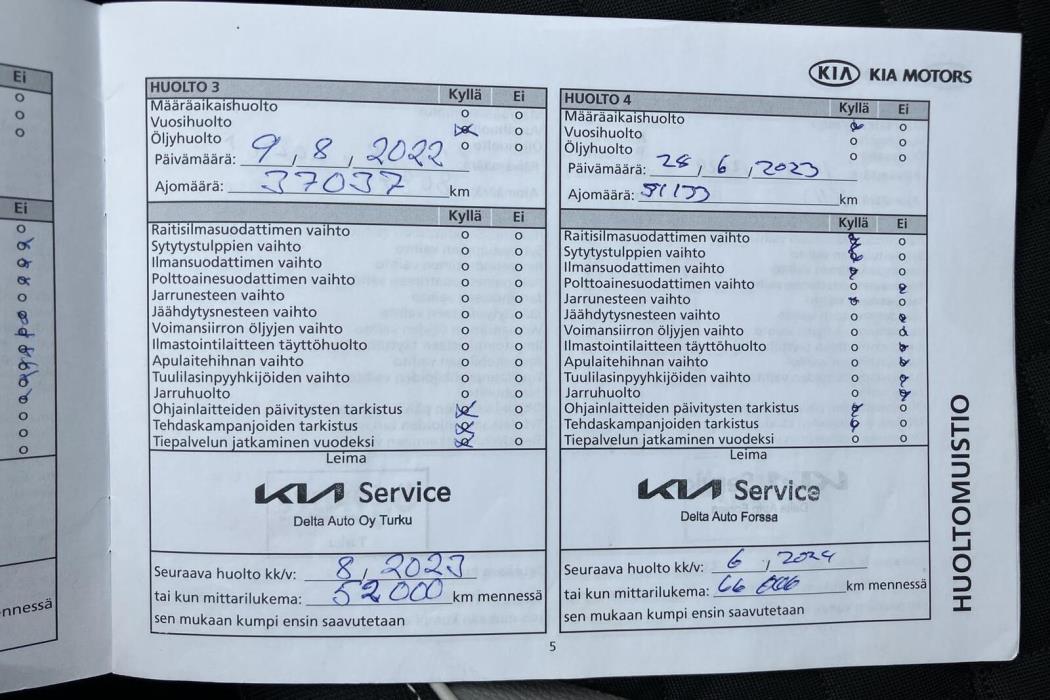 Ei
Ei
nnessä
KIA KIA MOTORS
HUOLTO 3 Kyllä Ei
Määräaikaishuolto
Vuosihuolto
Öljyhuolto
Päivämäärä: 9 / 8 / 2022
Ajomäärä: 37037 km
Kyllä Ei
Raitisilmasuodattimen vaihto
Sytytystulppien vaihto
Ilmansuodattimen vaihto
Polttoainesuodattimen vaihto
Jarrunesteen vaihto
Jäähdytysnesteen vaihto
Voimansiirron öljyjen vaihto
Ilmastointilaitteen täyttöhuolto
Apulaitehihnan vaihto
Tuulilasinpyyhkijöiden vaihto
Jarruhuolto
Ohjainlaitteiden päivitysten tarkistus
Tehdaskampanjoiden tarkistus
Tiepalvelun jatkaminen vuodeksi
Leima
KIA Service
Delta Auto Oy Turku
Seuraava huolto kk/v: 8 / 2023
tai kun mittarilukema: 52000 km mennessä
sen mukaan kumpi ensin saavutetaan
HUOLTO 4 Kyllä Ei
Määräaikaishuolto
Vuosihuolto
Öljyhuolto
Päivämäärä: 28 / 6 / 2023
Ajomäärä: 51133 km
Kyllä Ei
Raitisilmasuodattimen vaihto
Sytytystulppien vaihto
Ilmansuodattimen vaihto
Polttoainesuodattimen vaihto
Jarrunesteen vaihto
Jäähdytysnesteen vaihto
Voimansiirron öljyjen vaihto
Ilmastointilaitteen täyttöhuolto
Apulaitehihnan vaihto
Tuulilasinpyyhkijöiden vaihto
Jarruhuolto
Ohjainlaitteiden päivitysten tarkistus
Tehdaskampanjoiden tarkistus
Tiepalvelun jatkaminen vuodeksi
Leima
KIA Service
Delta Auto Forssa
Seuraava huolto kk/v: 6 / 2024
tai kun mittarilukema: 66 000 km mennessä
sen mukaan kumpi ensin saavutetaan
HUOLTOMUISTIO
5